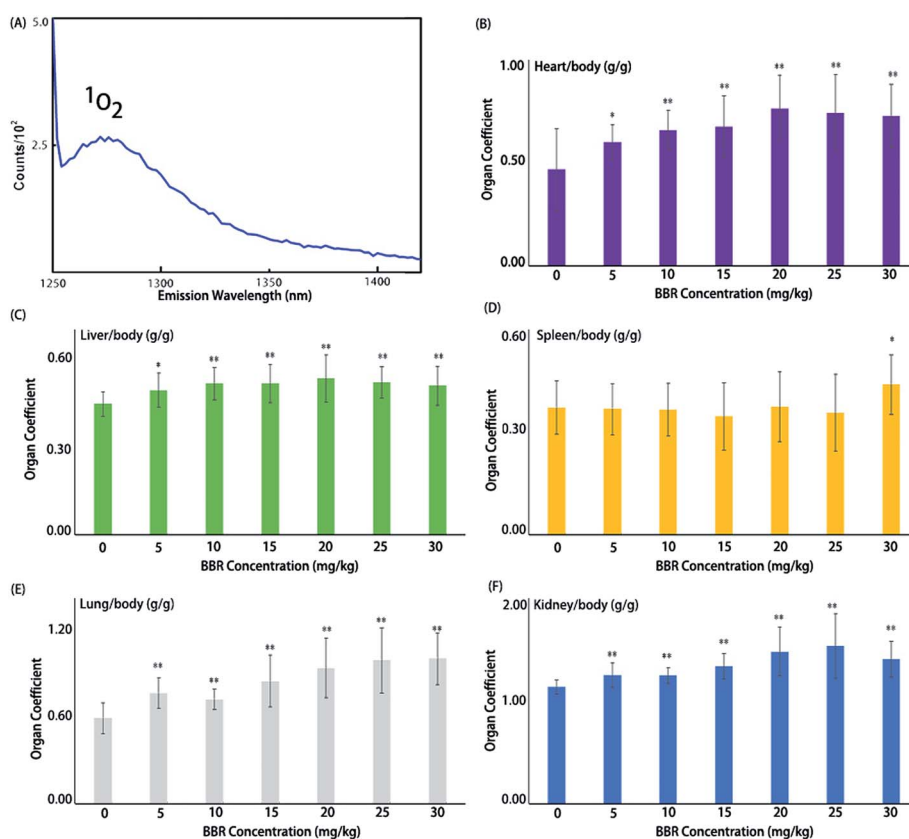 (A)
5.0
2.5
Counts/10²
¹O₂
1250 1300 1350 1400
Emission Wavelength (nm)
(B)
Heart/body (g/g)
1.00
0.50
0.00
Organ Coefficient
* ** ** ** ** **
0 5 10 15 20 25 30
BBR Concentration (mg/kg)
(C)
Liver/body (g/g)
0.60
0.30
0.00
Organ Coefficient
* ** ** ** ** **
0 5 10 15 20 25 30
BBR Concentration (mg/kg)
(D)
Spleen/body (g/g)
0.60
0.30
0.00
Organ Coefficient
*
0 5 10 15 20 25 30
BBR Concentration (mg/kg)
(E)
Lung/body (g/g)
1.20
0.60
0.00
Organ Coefficient
** ** ** ** ** **
0 5 10 15 20 25 30
BBR Concentration (mg/kg)
(F)
Kidney/body (g/g)
2.00
1.00
0.00
Organ Coefficient
** ** ** ** ** **
0 5 10 15 20 25 30
BBR Concentration (mg/kg)